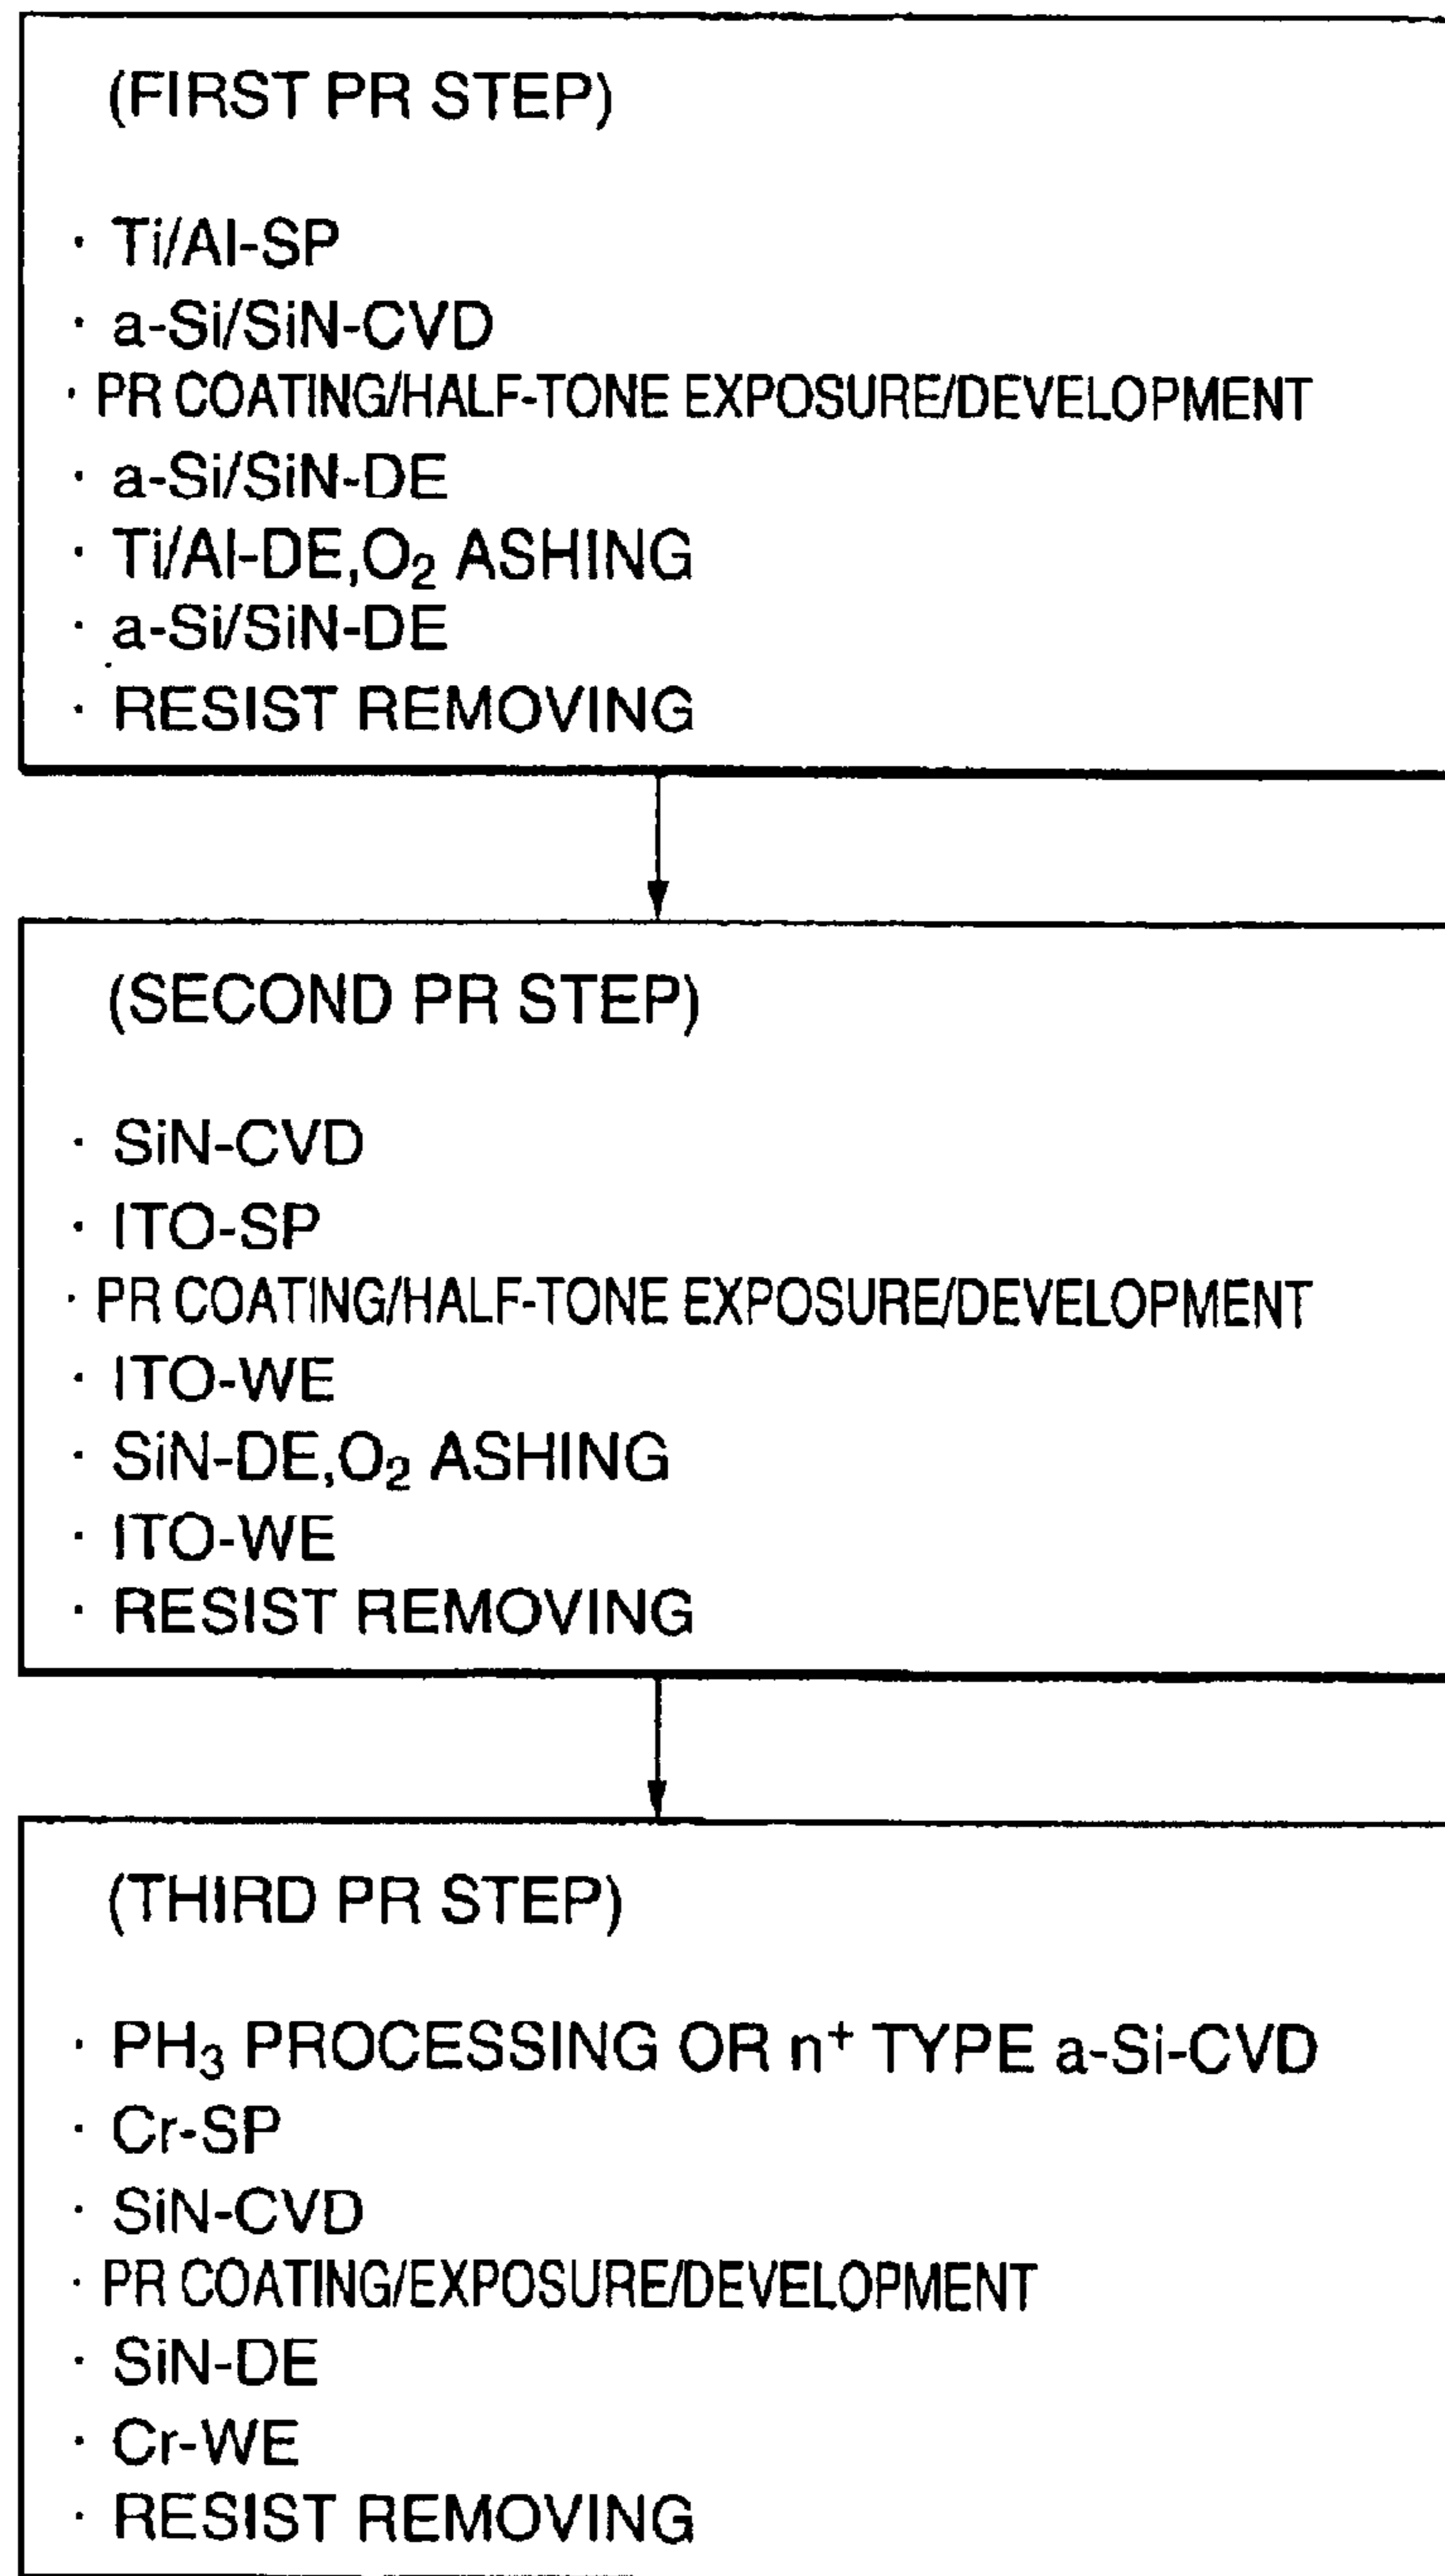 (FIRST PR STEP)
· Ti/Al-SP
· a-Si/SiN-CVD
· PR COATING/HALF-TONE EXPOSURE/DEVELOPMENT
· a-Si/SiN-DE
· Ti/Al-DE,O₂ ASHING
· a-Si/SiN-DE
· RESIST REMOVING
(SECOND PR STEP)
· SiN-CVD
· ITO-SP
· PR COATING/HALF-TONE EXPOSURE/DEVELOPMENT
· ITO-WE
· SiN-DE,O₂ ASHING
· ITO-WE
· RESIST REMOVING
(THIRD PR STEP)
· PH₃ PROCESSING OR n⁺ TYPE a-Si-CVD
· Cr-SP
· SiN-CVD
· PR COATING/EXPOSURE/DEVELOPMENT
· SiN-DE
· Cr-WE
· RESIST REMOVING